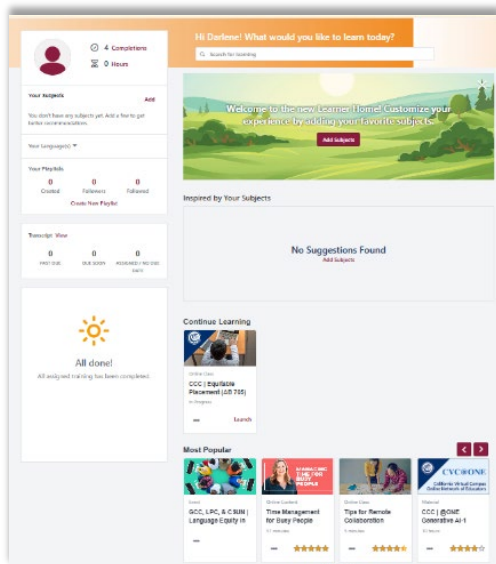 Hi Darlene! What would you like to learn today?
Search for learning
4 Completions
0 Hours
Your Subjects
Add
You don't have any subjects yet. Add a few to get
better recommendations.
Your Language(s)
Your Playlists
0 0 0
Created Followers Followed
Create New Playlist
Transcript View
0 0 0
PAST DUE DUE SOON ASSIGNED / NO DUE
DATE
All done!
All assigned training has been completed.
Welcome to the new Learner Home! Customize your
experience by adding your favorite subjects.
Add Subjects
Inspired by Your Subjects
No Suggestions Found
Add Subjects
Continue Learning
Online Class
CCC | Equitable
Placement (AB 705)
In Progress
Launch
Most Popular
Event
GCC, LPC, & CSUN |
Language Equity in
MANAGING
TIME FOR
BUSY
PEOPLE
Online Content
Time Management
for Busy People
Online Class
Tips for Remote
Collaboration
CVC@ONE
California Virtual Campus
Online Network of Educators
Material
CCC | @ONE
Generative AI-1